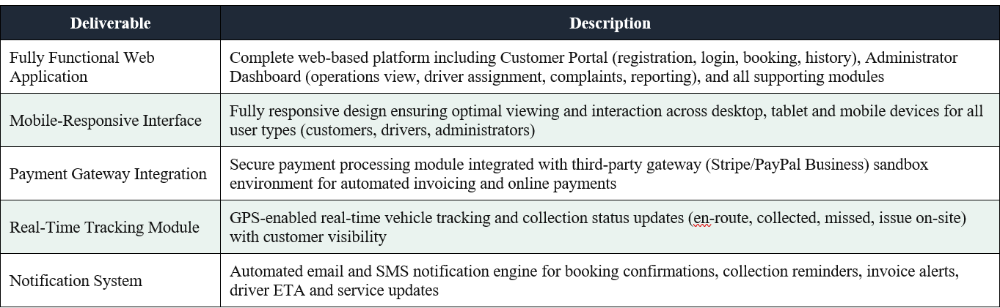 Deliverable
Description
Fully Functional Web
Application
Complete web-based platform including Customer Portal (registration, login, booking, history), Administrator
Dashboard (operations view, driver assignment, complaints, reporting), and all supporting modules
Mobile-Responsive Interface
Fully responsive design ensuring optimal viewing and interaction across desktop, tablet and mobile devices for all
user types (customers, drivers, administrators)
Payment Gateway Integration
Secure payment processing module integrated with third-party gateway (Stripe/PayPal Business) sandbox
environment for automated invoicing and online payments
Real-Time Tracking Module
GPS-enabled real-time vehicle tracking and collection status updates (en-route, collected, missed, issue on-site)
with customer visibility
Notification System
Automated email and SMS notification engine for booking confirmations, collection reminders, invoice alerts,
driver ETA and service updates